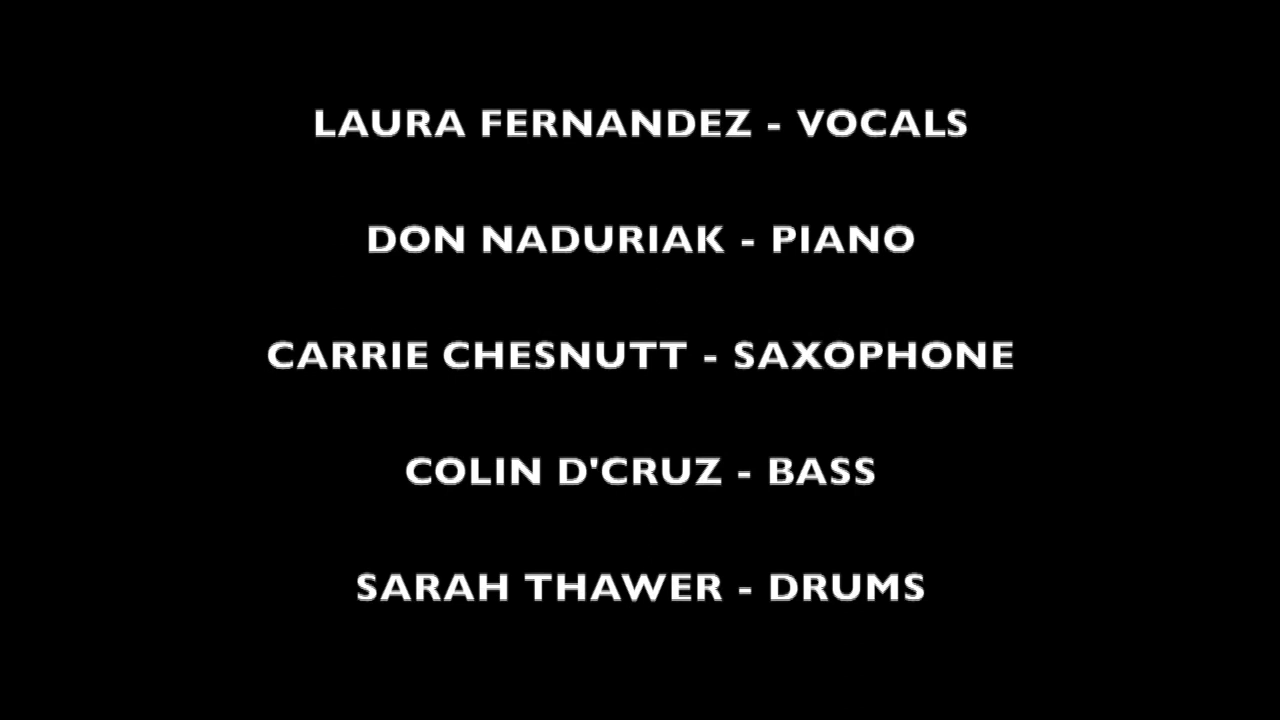 LAURA FERNANDEZ - VOCALS
DON NADURIAK - PIANO
CARRIE CHESNUTT - SAXOPHONE
COLIN D'CRUZ - BASS
SARAH THAWER - DRUMS